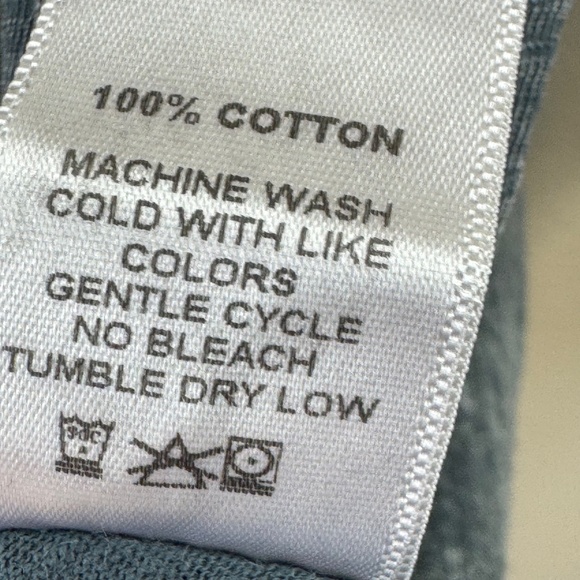 100% COTTON
MACHINE WASH
COLD WITH LIKE
COLORS
GENTLE CYCLE
NO BLEACH
TUMBLE DRY LOW